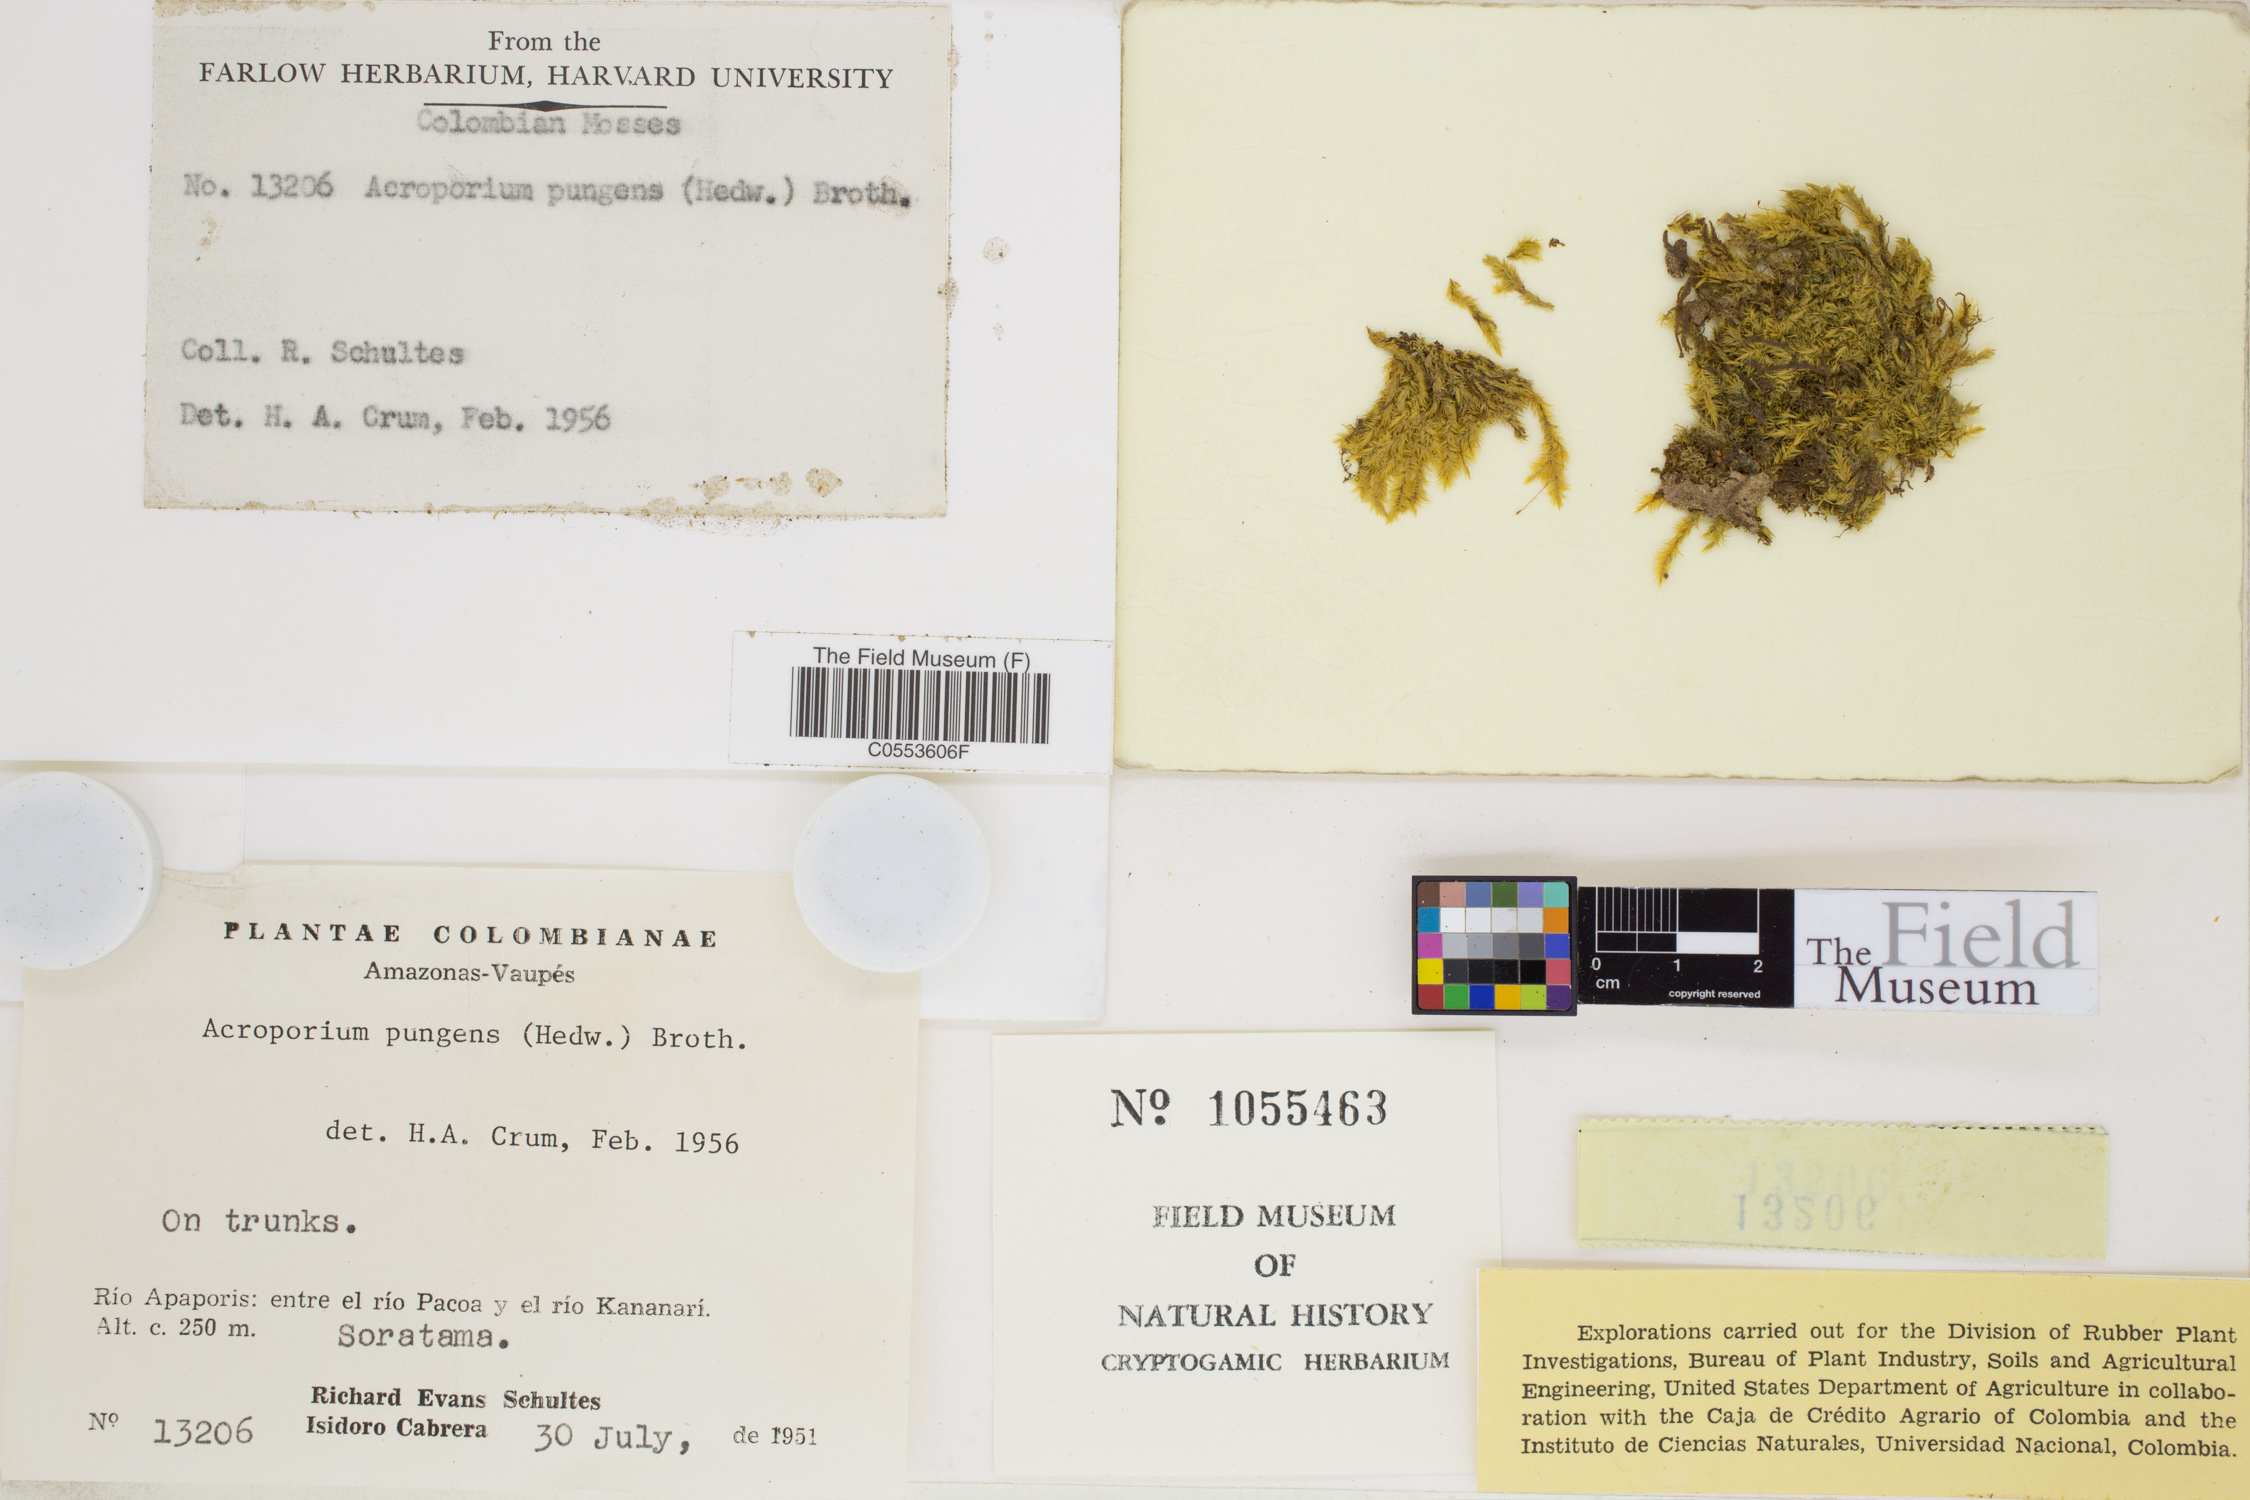 From the
FARLOW HERBARIUM, HARVARD UNIVERSITY
Colombian Mosses
No. 13206 Acroporium pungens (Hedw.) Broth.
Coll. R. Schultes
Det. H. A. Crum, Feb. 1956
The Field Museum (F)
C0553606F
PLANTAE COLOMBIANAE
Amazonas-Vaupés
Acroporium pungens (Hedw.) Broth.
det. H.A. Crum, Feb. 1956
On trunks.
Río Apaporis: entre el río Pacoa y el río Kananarí.
Alt. c. 250 m. Soratama.
Richard Evans Schultes
Nº 13206 Isidoro Cabrera 30 July, de 1951
0 1 2
cm
copyright reserved
The Field
Museum
Nº 1055463
FIELD MUSEUM
OF
NATURAL HISTORY
CRYPTOGAMIC HERBARIUM
13206
13206
Explorations carried out for the Division of Rubber Plant
Investigations, Bureau of Plant Industry, Soils and Agricultural
Engineering, United States Department of Agriculture in collabo-
ration with the Caja de Crédito Agrario of Colombia and the
Instituto de Ciencias Naturales, Universidad Nacional, Colombia.